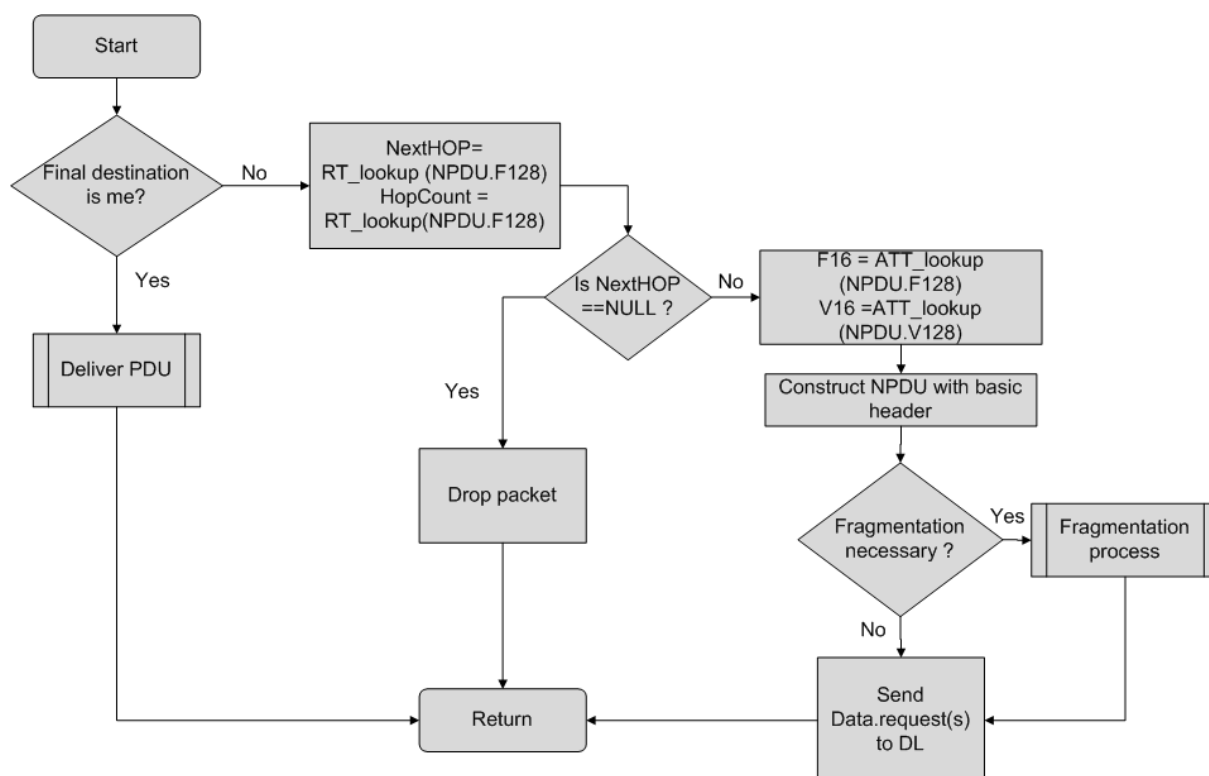 Start
Final destination
is me?
No
NextHOP=
RT_lookup (NPDU.F128)
HopCount =
RT_lookup(NPDU.F128)
Yes
Is NextHOP
==NULL ?
No
F16 = ATT_lookup
(NPDU.F128)
V16 =ATT_lookup
(NPDU.V128)
Deliver PDU
Yes
Construct NPDU with basic
header
Drop packet
Fragmentation
necessary ?
Yes
Fragmentation
process
No
Send
Data.request(s)
to DL
Return